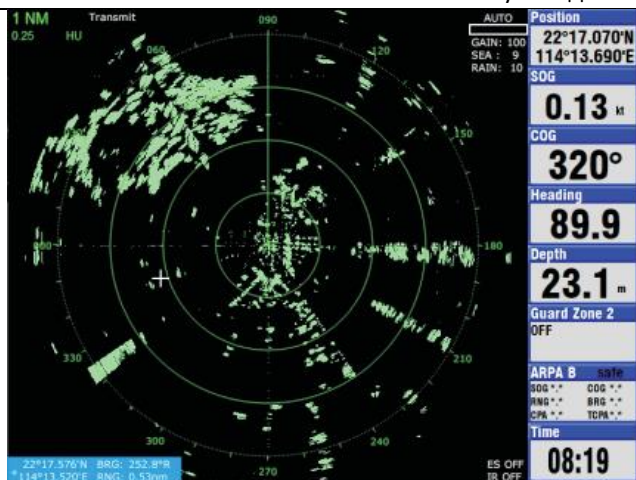 1 NM Transmit
0.25 HU
AUTO
GAIN: 100
SEA : 9
RAIN: 10
090
060
120
150
000
180
330
210
300
240
270
22°17.576'N BRG: 252.8°R
114°13.520'E RNG: 0.53nm
ES OFF
IR OFF
Position
22°17.070'N
114°13.690'E
SOG
0.13 kt
COG
320°
Heading
89.9
Depth
23.1 m
Guard Zone 2
OFF
ARPA B safe
SOG *.* COG *.*
RNG *.* BRG *.*
CPA *.* TCPA *.*
Time
08:19